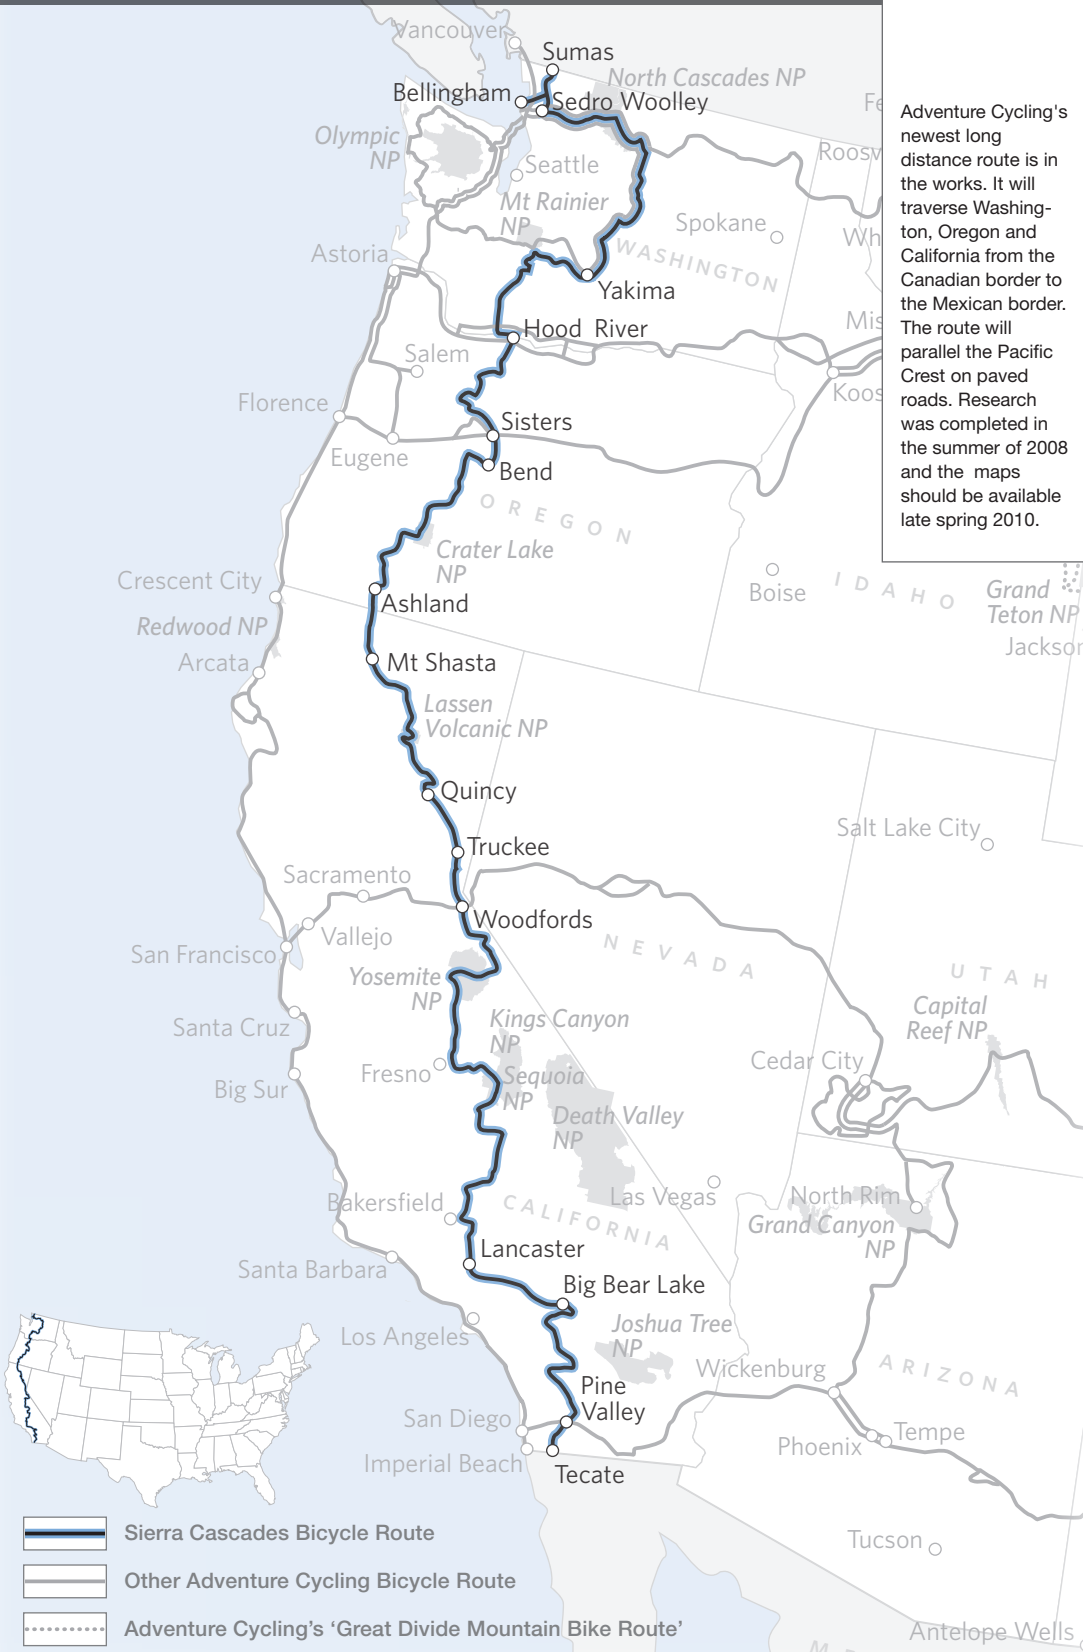 Vancouver
Sumas
North Cascades NP
Bellingham
Sedro Woolley
Fe
Olympic
NP
Seattle
Roosv
Mt Rainier
NP
Spokane
Wh
WASHINGTON
Astoria
Yakima
Mis
Hood River
Salem
Koos
Florence
Sisters
Eugene
Bend
OREGON
Crater Lake
NP
Crescent City
Boise
IDAHO
Grand
Teton NP
Ashland
Redwood NP
Jackson
Arcata
Mt Shasta
Lassen
Volcanic NP
Quincy
Salt Lake City
Truckee
Sacramento
Woodfords
Vallejo
San Francisco
NEVADA
UTAH
Yosemite
NP
Capital
Reef NP
Santa Cruz
Kings Canyon
NP
Cedar City
Fresno
Sequoia
NP
Big Sur
Death Valley
NP
Las Vegas
North Rim
Bakersfield
CALIFORNIA
Grand Canyon
NP
Lancaster
Santa Barbara
Big Bear Lake
Joshua Tree
NP
Los Angeles
Wickenburg
ARIZONA
Pine
Valley
San Diego
Tempe
Phoenix
Imperial Beach
Tecate
Tucson
Antelope Wells
M
Adventure Cycling's
newest long
distance route is in
the works. It will
traverse Washing-
ton, Oregon and
California from the
Canadian border to
the Mexican border.
The route will
parallel the Pacific
Crest on paved
roads. Research
was completed in
the summer of 2008
and the maps
should be available
late spring 2010.
Sierra Cascades Bicycle Route
Other Adventure Cycling Bicycle Route
Adventure Cycling's 'Great Divide Mountain Bike Route'